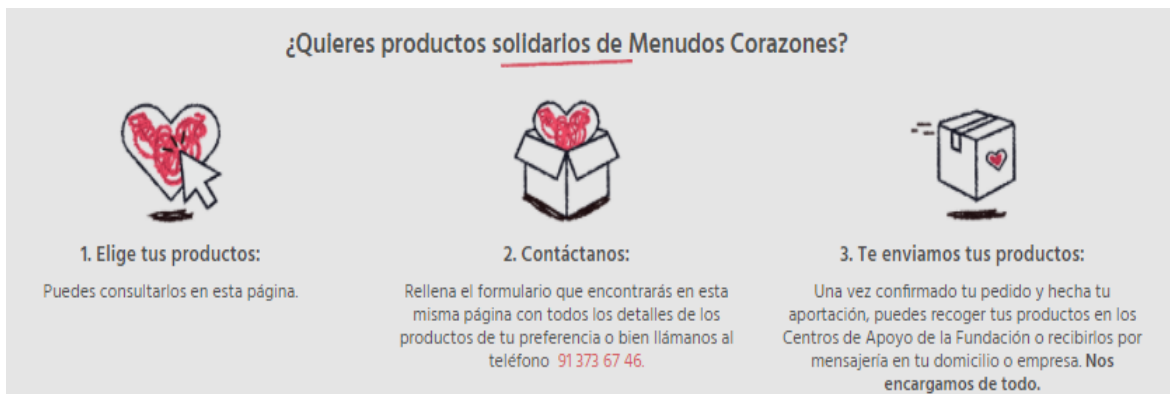 ¿Quieres productos solidarios de Menudos Corazones?
1. Elige tus productos:
Puedes consultarlos en esta página.
2. Contáctanos:
Rellena el formulario que encontrarás en esta
misma página con todos los detalles de los
productos de tu preferencia o bien llámanos al
teléfono 91 373 67 46.
3. Te enviamos tus productos:
Una vez confirmado tu pedido y hecha tu
aportación, puedes recoger tus productos en los
Centros de Apoyo de la Fundación o recibirlos por
mensajería en tu domicilio o empresa. Nos
encargamos de todo.